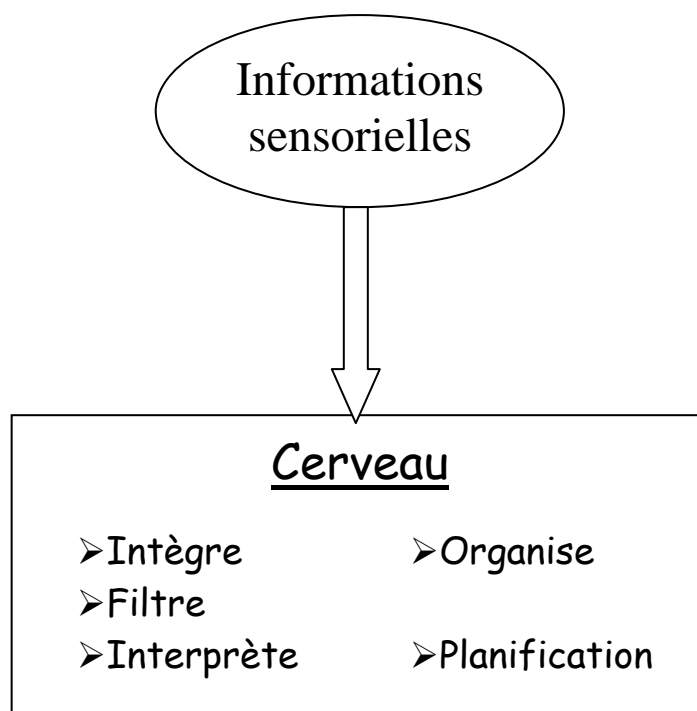 Informations
sensorielles
Cerveau
➢Intègre ➢Organise
➢Filtre
➢Interprète ➢Planification